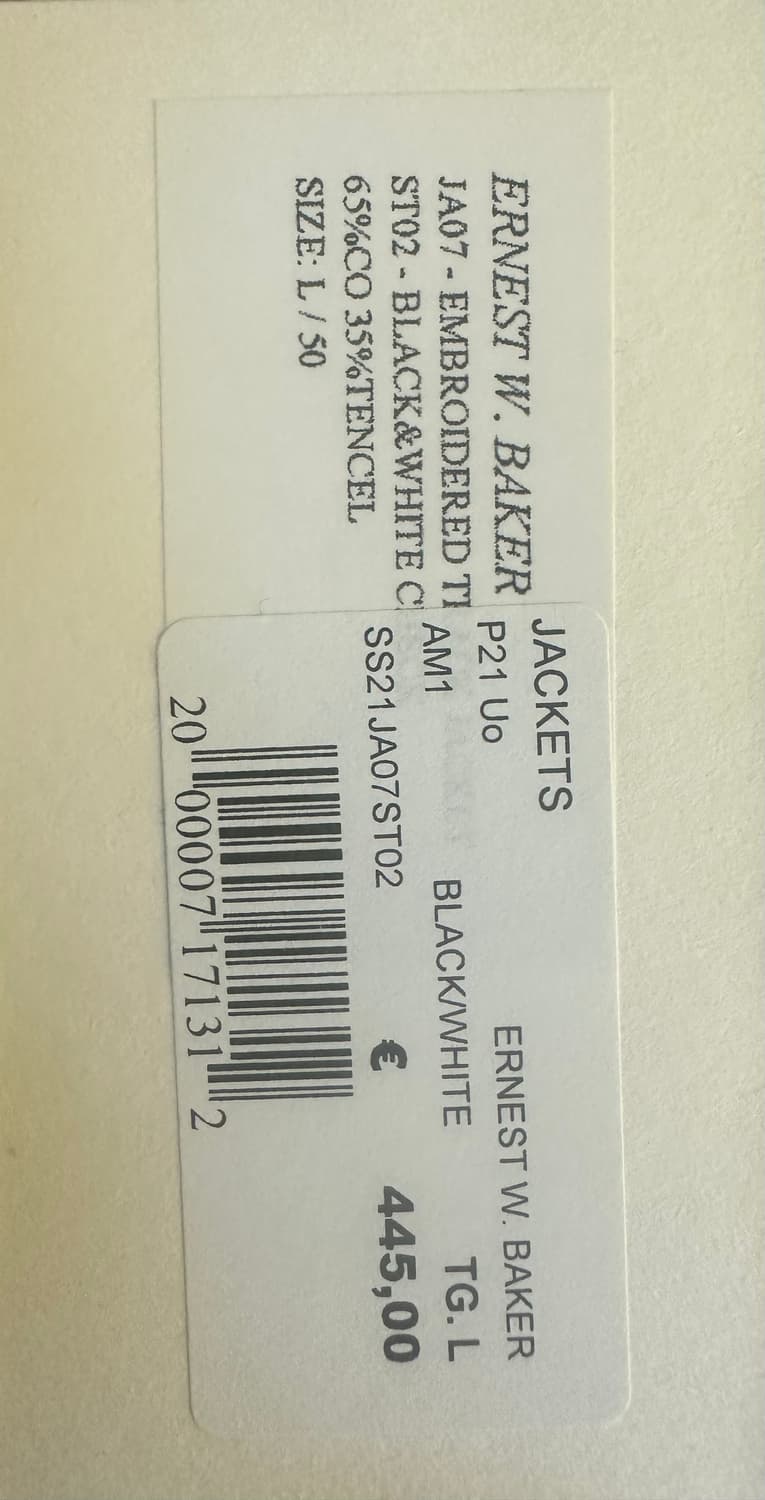 ERNEST W. BAKER
JA07 - EMBROIDERED
ST02 - BLACK&WHITE
65%CO 35%TENCEL
SIZE: L / 50
JACKETS
P21 Uo ERNEST W. BAKER
AM1 BLACK/WHITE TG. L
SS21JA07ST02 € 445,00
20 00007 17131 2